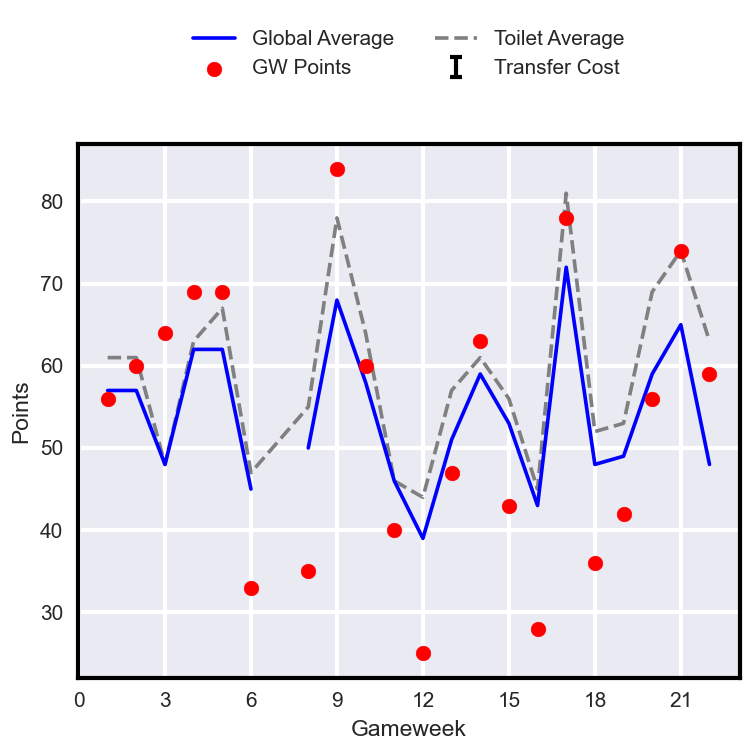 Global Average
Toilet Average
GW Points
Transfer Cost
80
70
60
50
40
30
Points
0 3 6 9 12 15 18 21
Gameweek